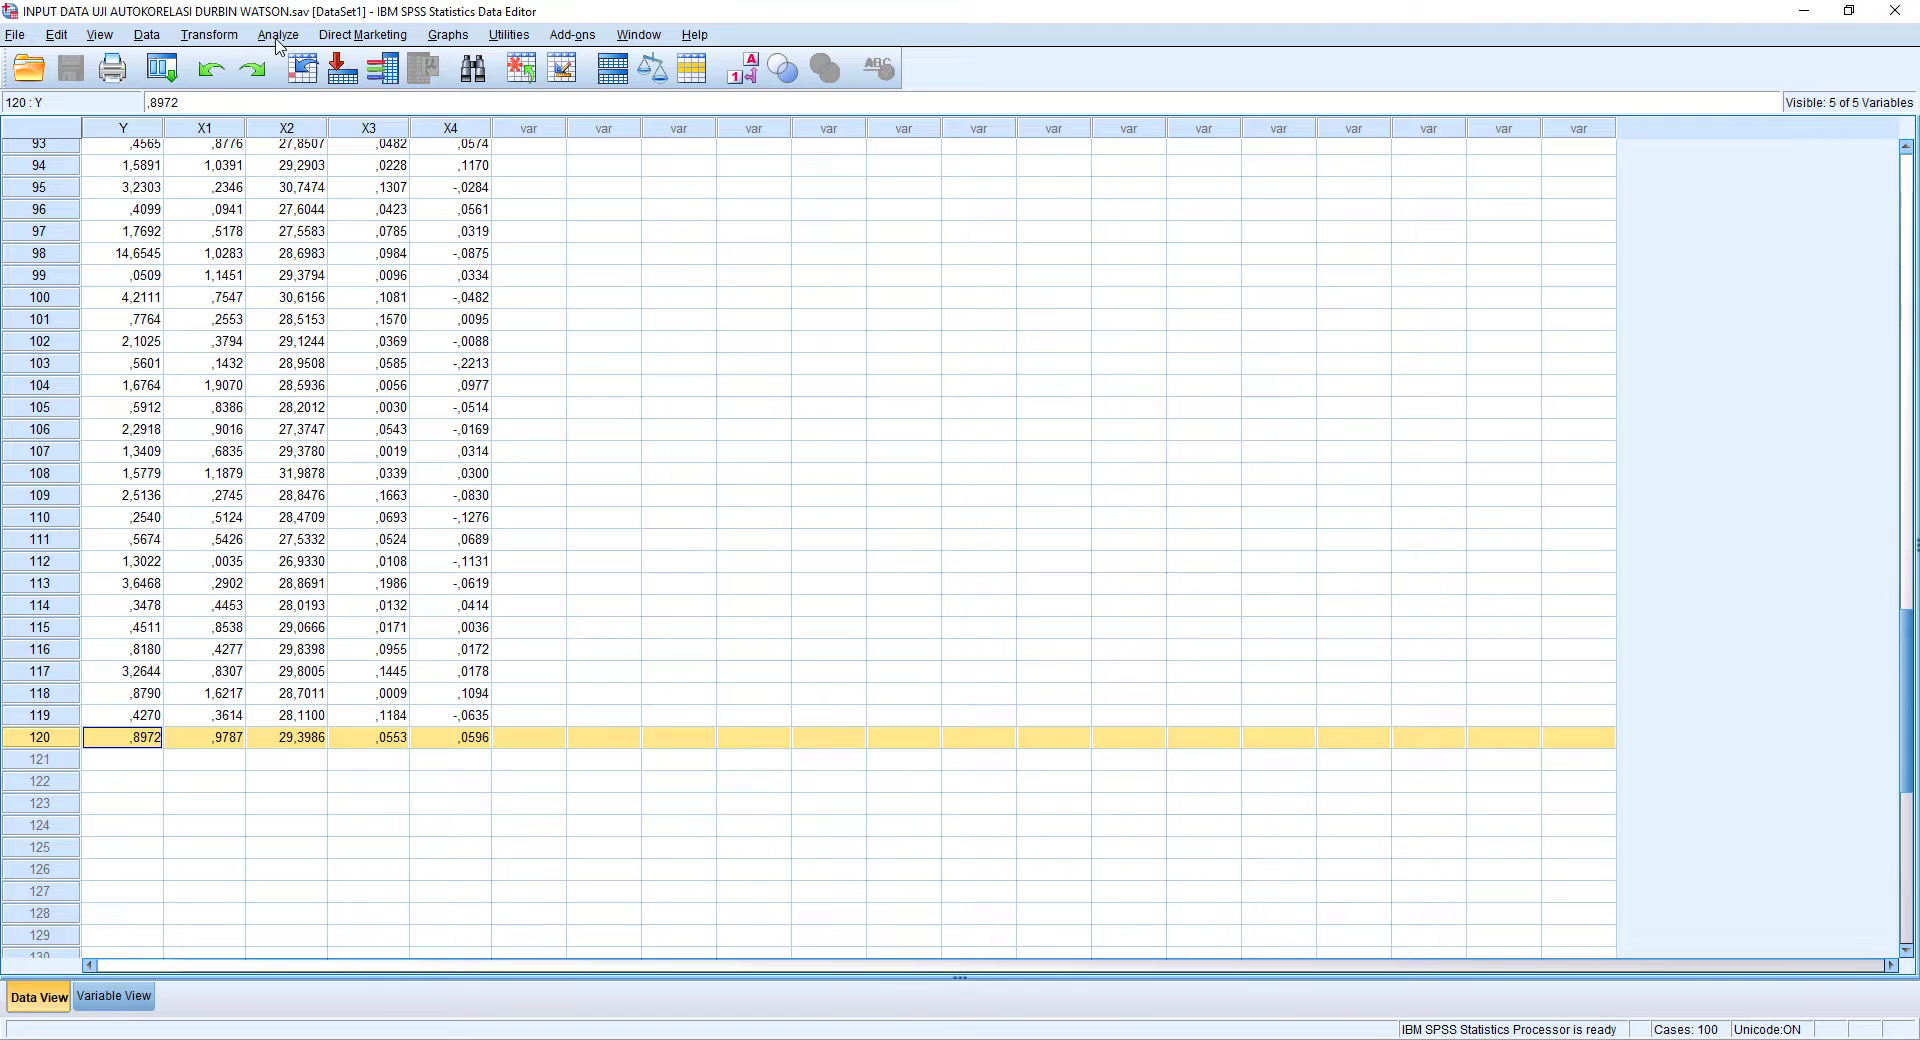 INPUT DATA UJI AUTOKORELASI DURBIN WATSON.sav [DataSet1] - IBM SPSS Statistics Data Editor
File Edit View Data Transform Analyze Direct Marketing Graphs Utilities Add-ons Window Help
120 : Y ,8972 Visible: 5 of 5 Variables
Y X1 X2 X3 X4 var var var var var var var var var var var var var var var
93 ,4565 ,8776 27,8507 ,0482 ,0574
94 1,5891 1,0391 29,2903 ,0228 ,1170
95 3,2303 ,2346 30,7474 ,1307 -,0284
96 ,4099 ,0941 27,6044 ,0423 ,0561
97 1,7692 ,5178 27,5583 ,0785 ,0319
98 14,6545 1,0283 28,6983 ,0984 -,0875
99 ,0509 1,1451 29,3794 ,0096 ,0334
100 4,2111 ,7547 30,6156 ,1081 -,0482
101 ,7764 ,2553 28,5153 ,1570 ,0095
102 2,1025 ,3794 29,1244 ,0369 -,0088
103 ,5601 ,1432 28,9508 ,0585 -,2213
104 1,6764 1,9070 28,5936 ,0056 ,0977
105 ,5912 ,8386 28,2012 ,0030 -,0514
106 2,2918 ,9016 27,3747 ,0543 -,0169
107 1,3409 ,6835 29,3780 ,0019 ,0314
108 1,5779 1,1879 31,9878 ,0339 ,0300
109 2,5136 ,2745 28,8476 ,1663 -,0830
110 ,2540 ,5124 28,4709 ,0693 -,1276
111 ,5674 ,5426 27,5332 ,0524 ,0689
112 1,3022 ,0035 26,9330 ,0108 -,1131
113 3,6468 ,2902 28,8691 ,1986 -,0619
114 ,3478 ,4453 28,0193 ,0132 ,0414
115 ,4511 ,8538 29,0666 ,0171 ,0036
116 ,8180 ,4277 29,8398 ,0955 ,0172
117 3,2644 ,8307 29,8005 ,1445 ,0178
118 ,8790 1,6217 28,7011 ,0009 ,1094
119 ,4270 ,3614 28,1100 ,1184 -,0635
120 ,8972 ,9787 29,3986 ,0553 ,0596
121
122
123
124
125
126
127
128
129
130
Data View Variable View
IBM SPSS Statistics Processor is ready Cases: 100 Unicode:ON